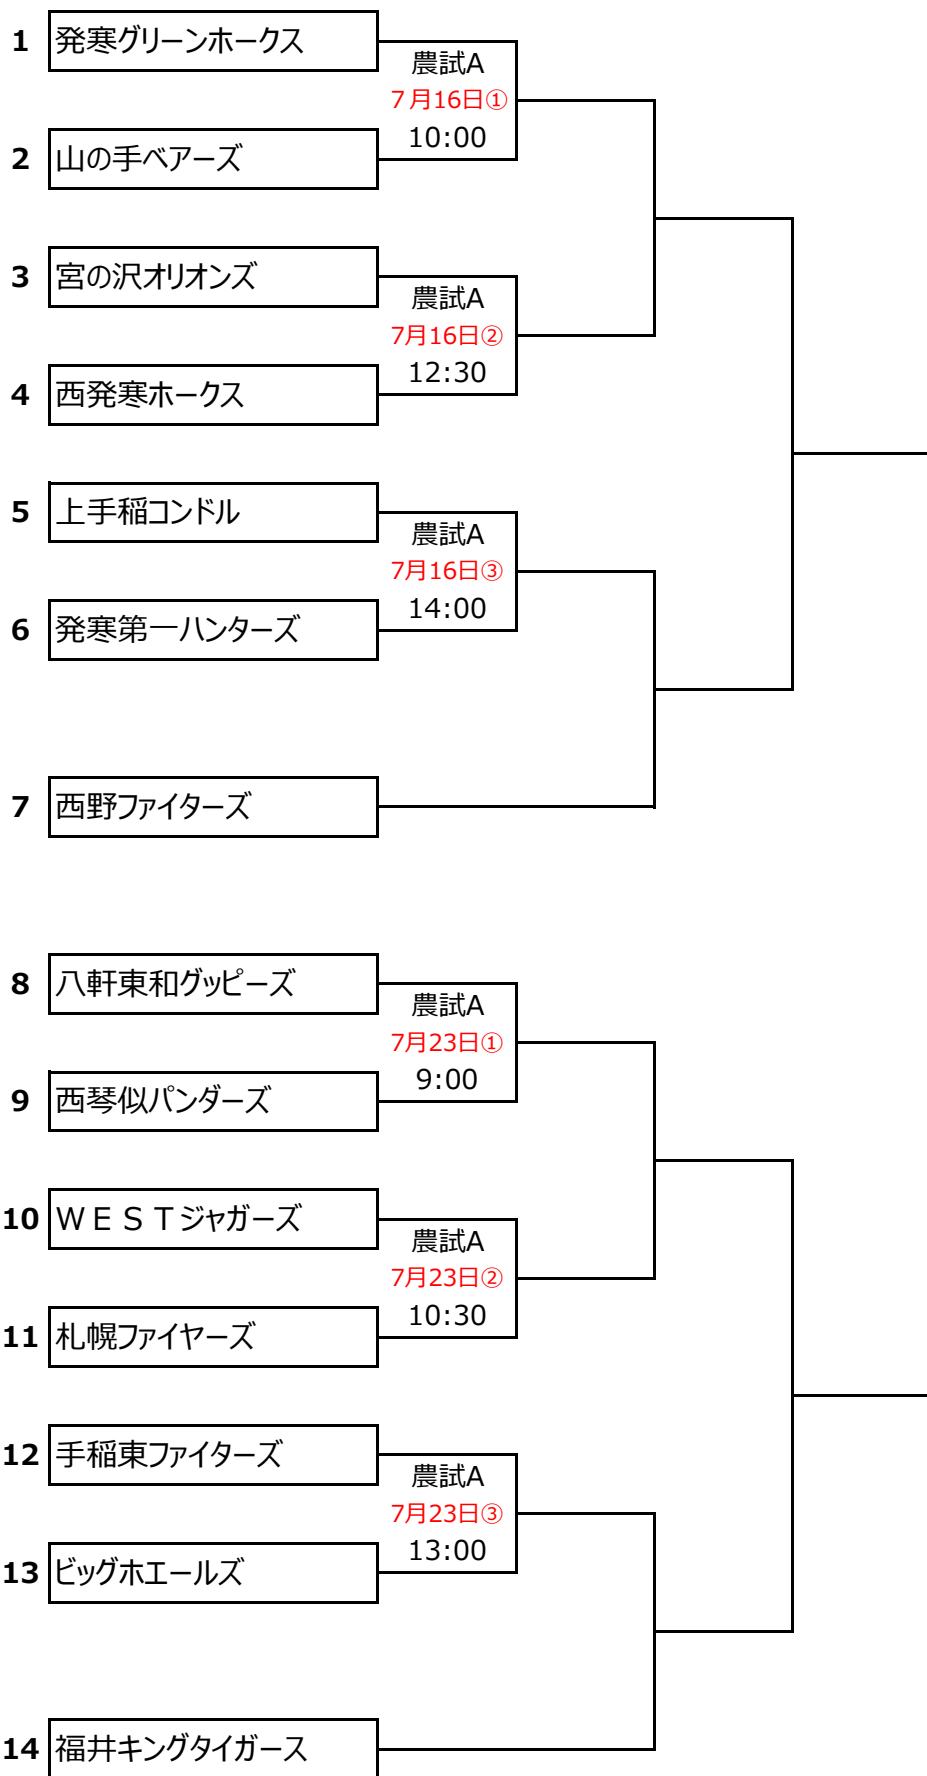 1 発寒グリーンホークス
農試A
７月16日①
10:00
2 山の手ベアーズ
3 宮の沢オリオンズ
農試A
7月16日②
12:30
4 西発寒ホークス
5 上手稲コンドル
農試A
7月16日③
14:00
6 発寒第一ハンターズ
7 西野ファイターズ
8 八軒東和グッピーズ
農試A
7月23日①
9:00
9 西琴似パンダーズ
10 ＷＥＳＴジャガーズ
農試A
7月23日②
10:30
11 札幌ファイヤーズ
12 手稲東ファイターズ
農試A
7月23日③
13:00
13 ビッグホエールズ
14 福井キングタイガース